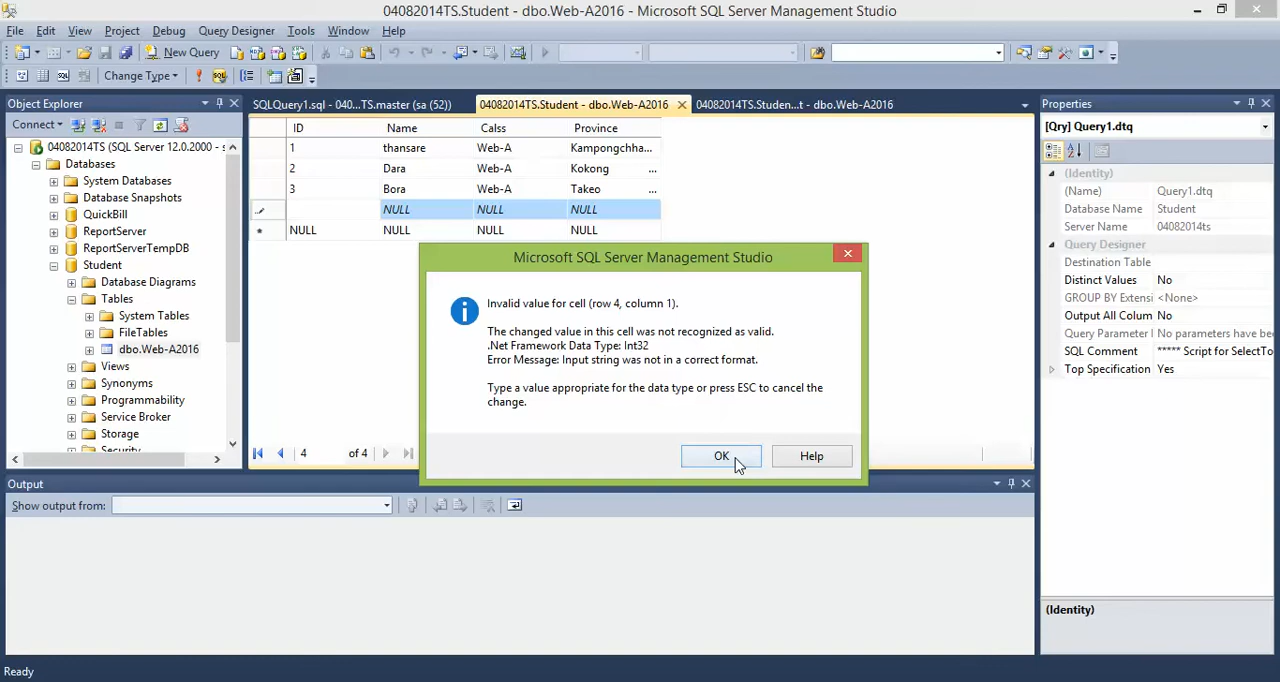 04082014TS.Student - dbo.Web-A2016 - Microsoft SQL Server Management Studio
File Edit View Project Debug Query Designer Tools Window Help
New Query
Change Type
Object Explorer
SQLQuery1.sql - 040...TS.master (sa (52))
04082014TS.Student - dbo.Web-A2016
04082014TS.Studen...t - dbo.Web-A2016
Properties
Connect
04082014TS (SQL Server 12.0.2000 - s
Databases
System Databases
Database Snapshots
QuickBill
ReportServer
ReportServerTempDB
Student
Database Diagrams
Tables
System Tables
FileTables
dbo.Web-A2016
Views
Synonyms
Programmability
Service Broker
Storage
Security
ID Name Calss Province
1 thansare Web-A Kampongchha...
2 Dara Web-A Kokong ...
3 Bora Web-A Takeo ...
NULL NULL NULL
NULL NULL NULL NULL
4 of 4
Microsoft SQL Server Management Studio
Invalid value for cell (row 4, column 1).
The changed value in this cell was not recognized as valid.
.Net Framework Data Type: Int32
Error Message: Input string was not in a correct format.
Type a value appropriate for the data type or press ESC to cancel the
change.
OK Help
[Qry] Query1.dtq
(Identity)
(Name) Query1.dtq
Database Name Student
Server Name 04082014ts
Query Designer
Destination Table
Distinct Values No
GROUP BY Extensi <None>
Output All Colum No
Query Parameter I No parameters have be
SQL Comment ***** Script for SelectTo
Top Specification Yes
(Identity)
Output
Show output from:
Ready